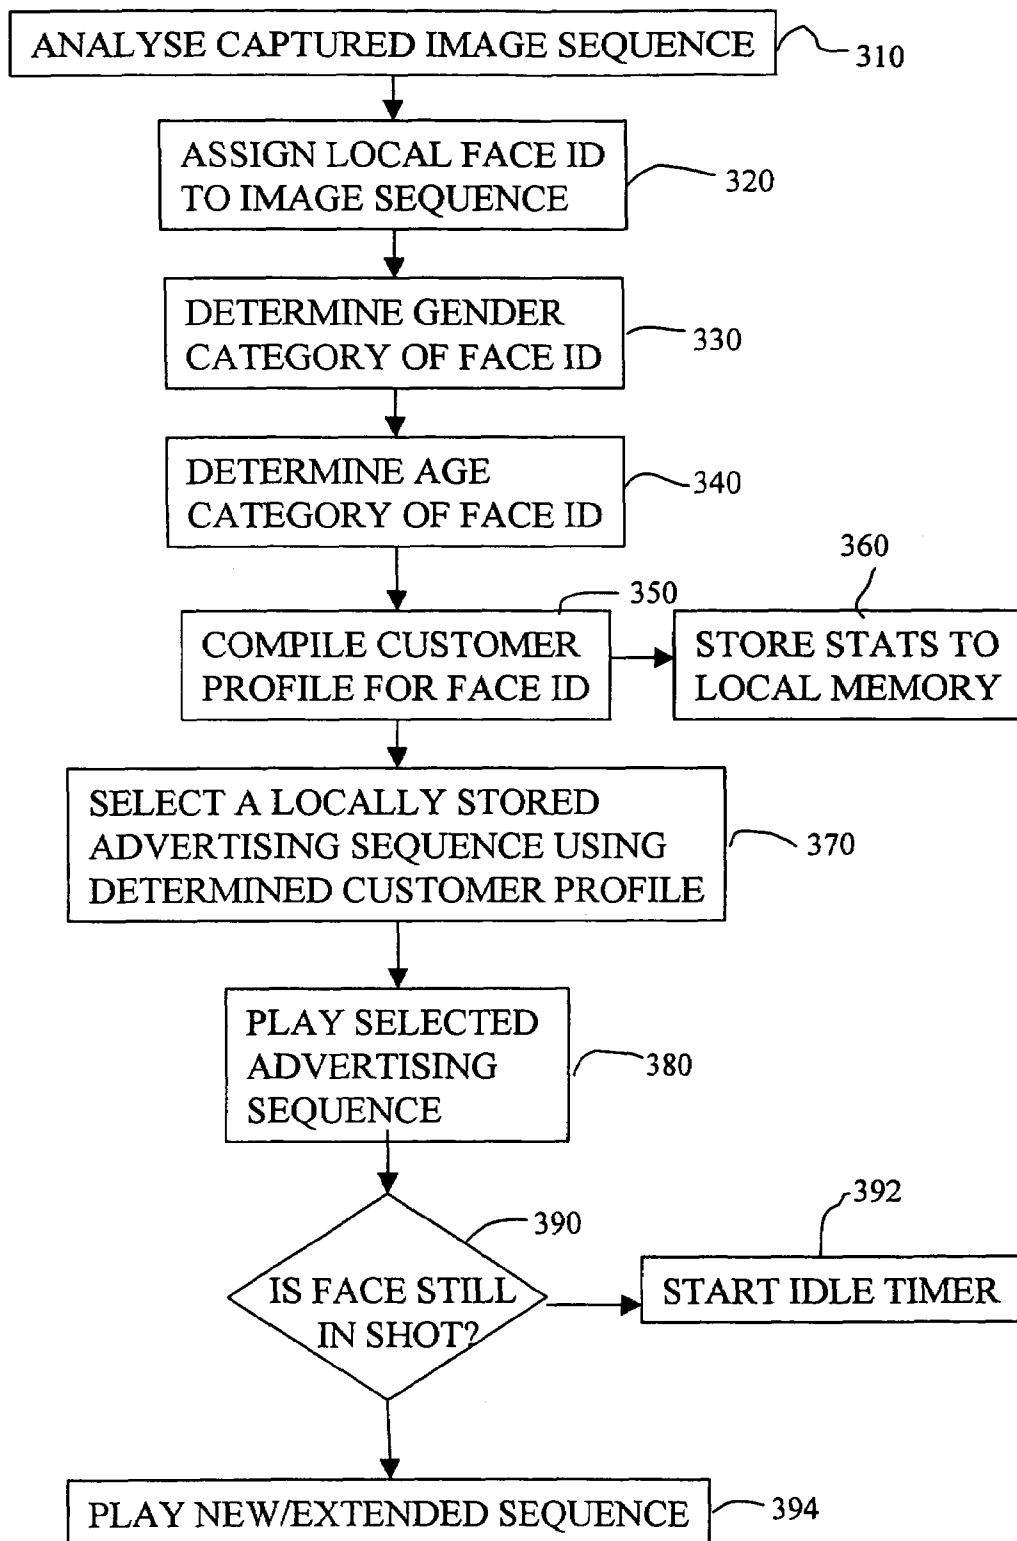 ANALYSE CAPTURED IMAGE SEQUENCE
310
ASSIGN LOCAL FACE ID
TO IMAGE SEQUENCE
320
DETERMINE GENDER
CATEGORY OF FACE ID
330
DETERMINE AGE
CATEGORY OF FACE ID
340
350
360
COMPILE CUSTOMER
PROFILE FOR FACE ID
STORE STATS TO
LOCAL MEMORY
SELECT A LOCALLY STORED
ADVERTISING SEQUENCE USING
DETERMINED CUSTOMER PROFILE
370
PLAY SELECTED
ADVERTISING
SEQUENCE
380
390
392
IS FACE STILL
IN SHOT?
START IDLE TIMER
PLAY NEW/EXTENDED SEQUENCE
394